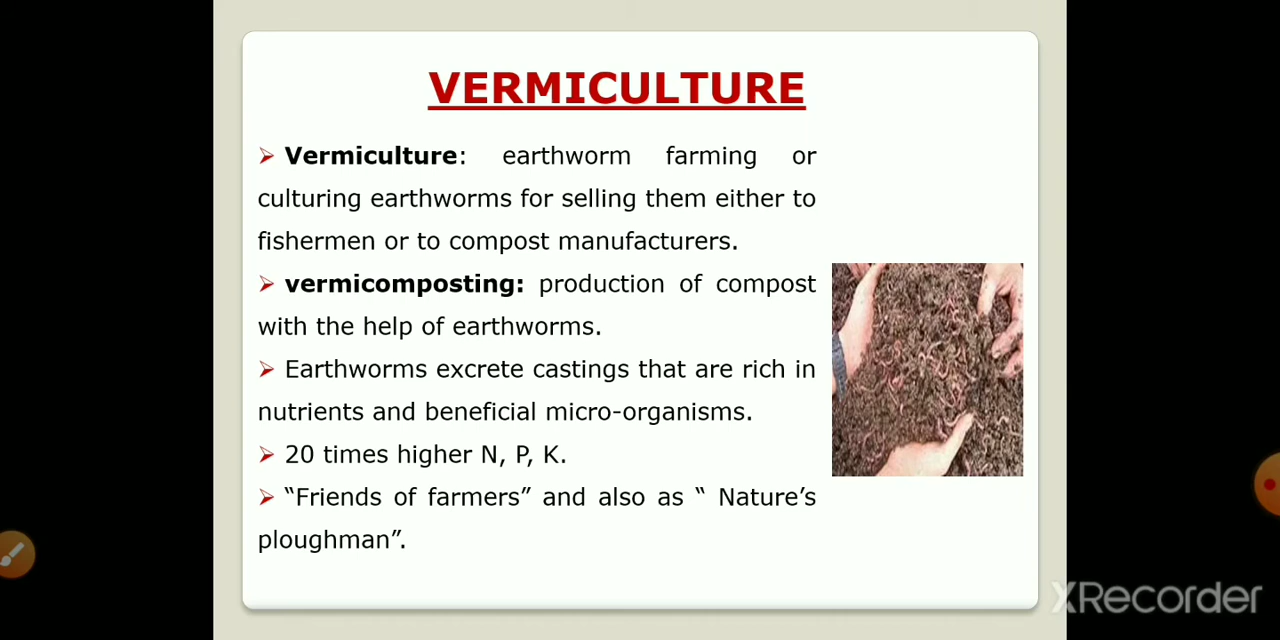 VERMICULTURE
➢ Vermiculture: earthworm farming or
culturing earthworms for selling them either to
fishermen or to compost manufacturers.
➢ vermicomposting: production of compost
with the help of earthworms.
➢ Earthworms excrete castings that are rich in
nutrients and beneficial micro-organisms.
➢ 20 times higher N, P, K.
➢ “Friends of farmers” and also as “ Nature’s
ploughman”.
XRecorder